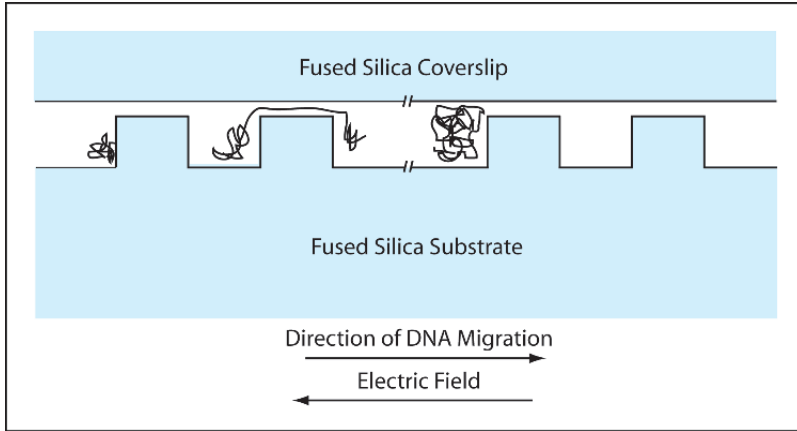 Fused Silica Coverslip
Fused Silica Substrate
Direction of DNA Migration
Electric Field